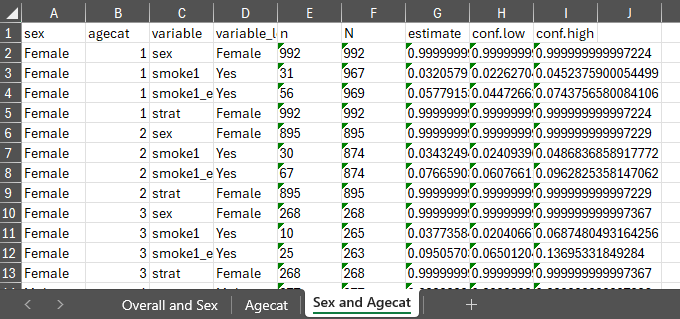 A B C D E F G H I J
1 sex agecat variable variable_l n N estimate conf.low conf.high
2 Female 1 sex Female 992 992 0.9999999 0.9999999 0.999999999997224
3 Female 1 smoke1 Yes 31 967 0.0320579 0.0226270 0.0452375900054499
4 Female 1 smoke1_e Yes 56 969 0.0577915 0.0447266 0.0743756580084106
5 Female 1 strat Female 992 992 0.9999999 0.9999999 0.999999999997224
6 Female 2 sex Female 895 895 0.9999999 0.9999999 0.999999999997229
7 Female 2 smoke1 Yes 30 874 0.0343249 0.0240939 0.0486836858917772
8 Female 2 smoke1_e Yes 67 874 0.0766590 0.0607661 0.0962825358147062
9 Female 2 strat Female 895 895 0.9999999 0.9999999 0.999999999997229
10 Female 3 sex Female 268 268 0.9999999 0.9999999 0.999999999997367
11 Female 3 smoke1 Yes 10 265 0.0377358 0.0204066 0.0687480493164256
12 Female 3 smoke1_e Yes 25 263 0.0950570 0.0650120 0.13695331849284
13 Female 3 strat Female 268 268 0.9999999 0.9999999 0.999999999997367
Overall and Sex Agecat Sex and Agecat